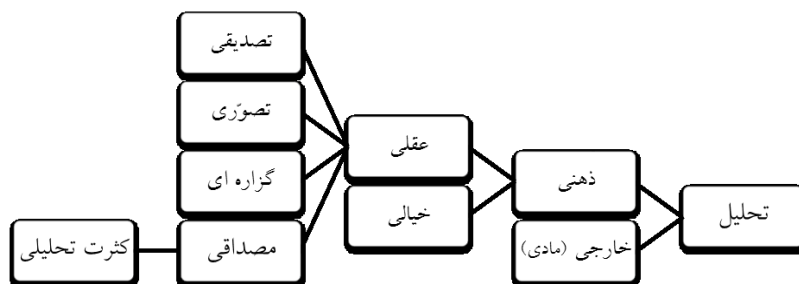 تحلیل
ذهنی
خارجی (مادی)
عقلی
خیالی
تصدیقی
تصوّری
گزاره ای
مصداقی
کثرت تحلیلی